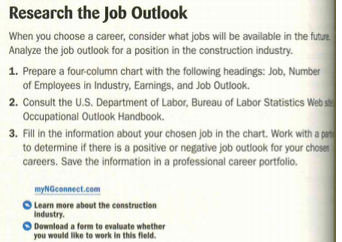 Research the Job Outlook
When you choose a career, consider what jobs will be available in the future.
Analyze the job outlook for a position in the construction industry.
1. Prepare a four-column chart with the following headings: Job, Number
of Employees in Industry, Earnings, and Job Outlook.
2. Consult the U.S. Department of Labor, Bureau of Labor Statistics Web
Occupational Outlook Handbook.
3. Fill in the information about your chosen job in the chart. Work with a
to determine if there is a positive or negative job outlook for your chosen
careers. Save the information in a professional career portfolio.
myNGconnect.com
Learn more about the construction
industry.
Download a form to evaluate whether
you would like to work in this field.